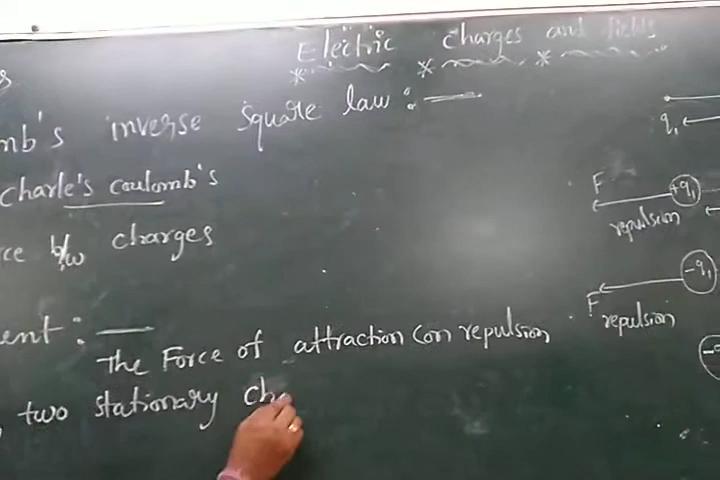 Electric charges and fields
mb's inverse square law :-
charle's coulomb's
ce b/w charges
ent :-
The Force of attraction (or) repulsion
two stationary cha
q₁
F +q₁
repulsion
-q₁
F
repulsion